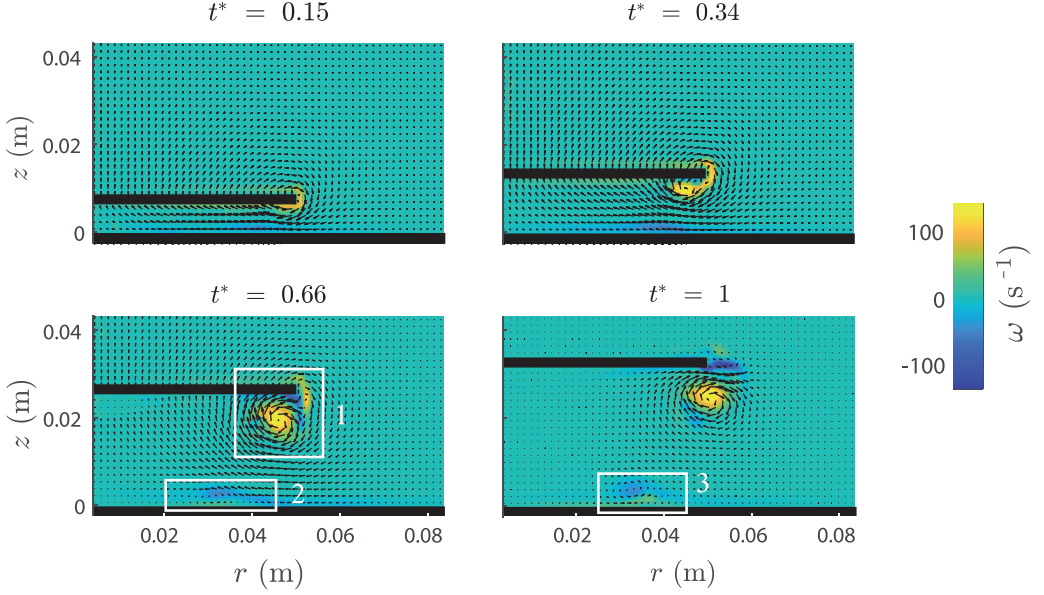 t* = 0.15
t* = 0.34
0.04
0.02
0
z (m)
t* = 0.66
t* = 1
0.04
0.02
0
z (m)
1
2
3
0.02 0.04 0.06 0.08
0.02 0.04 0.06 0.08
r (m)
r (m)
100
0
-100
ω (s⁻¹)